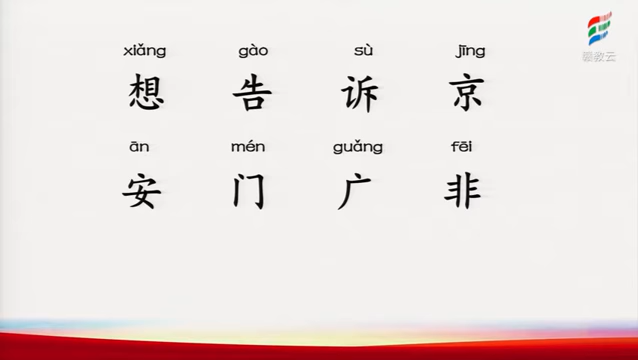 xiǎng gào sù jīng
想 告 诉 京
ān mén guǎng fēi
安 门 广 非